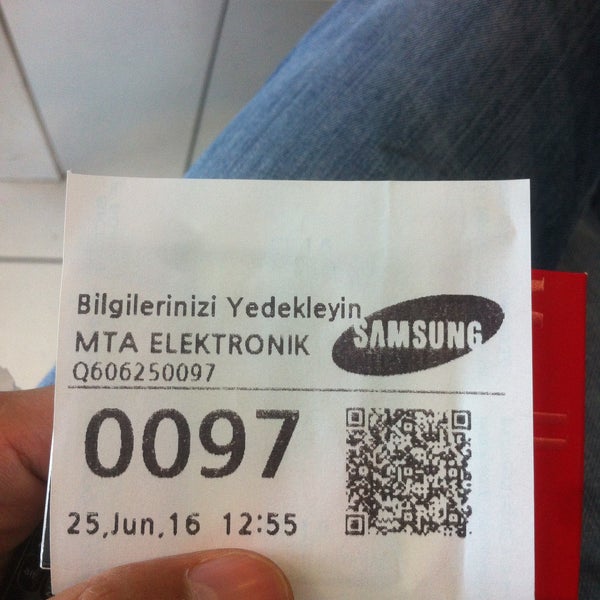 Bilgilerinizi Yedekleyin
MTA ELEKTRONIK
SAMSUNG
Q606250097
0097
25,Jun,16 12:55